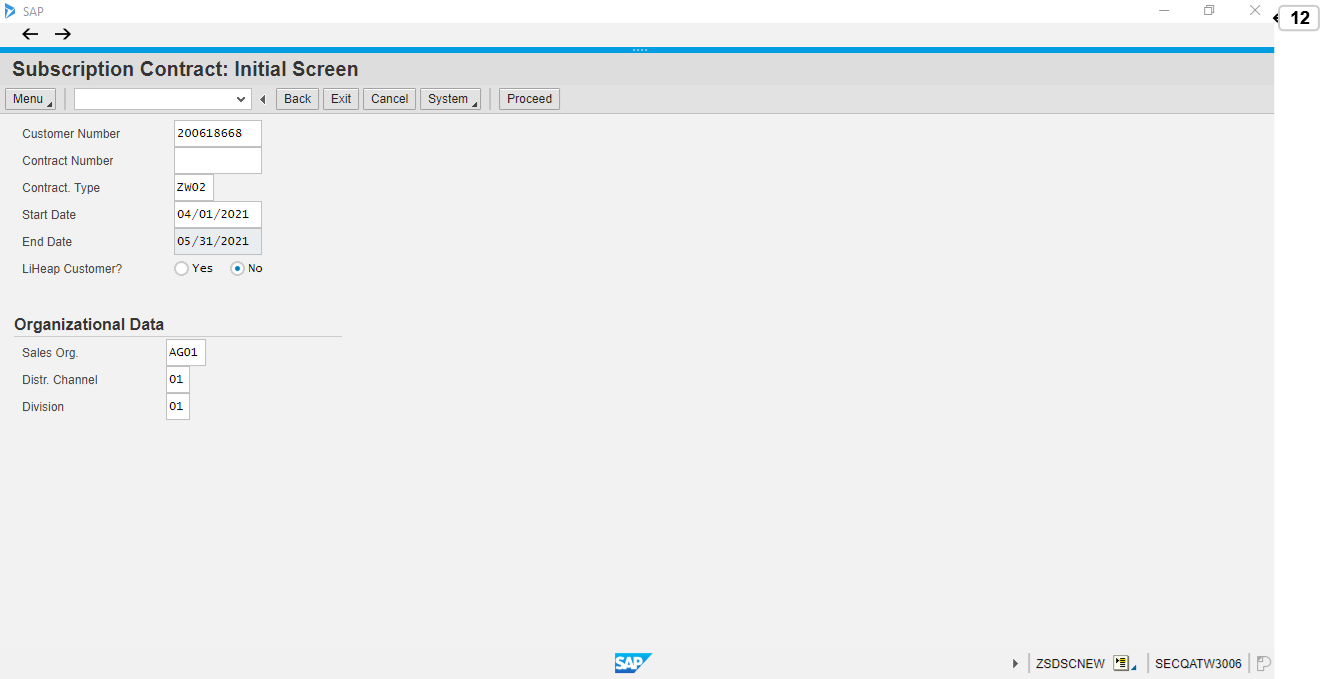 SAP
12
Subscription Contract: Initial Screen
Menu Back Exit Cancel System Proceed
Customer Number 200618668
Contract Number
Contract. Type ZW02
Start Date 04/01/2021
End Date 05/31/2021
LiHeap Customer? Yes No
Organizational Data
Sales Org. AG01
Distr. Channel 01
Division 01
SAP ZSDSCNEW SECQATW3006